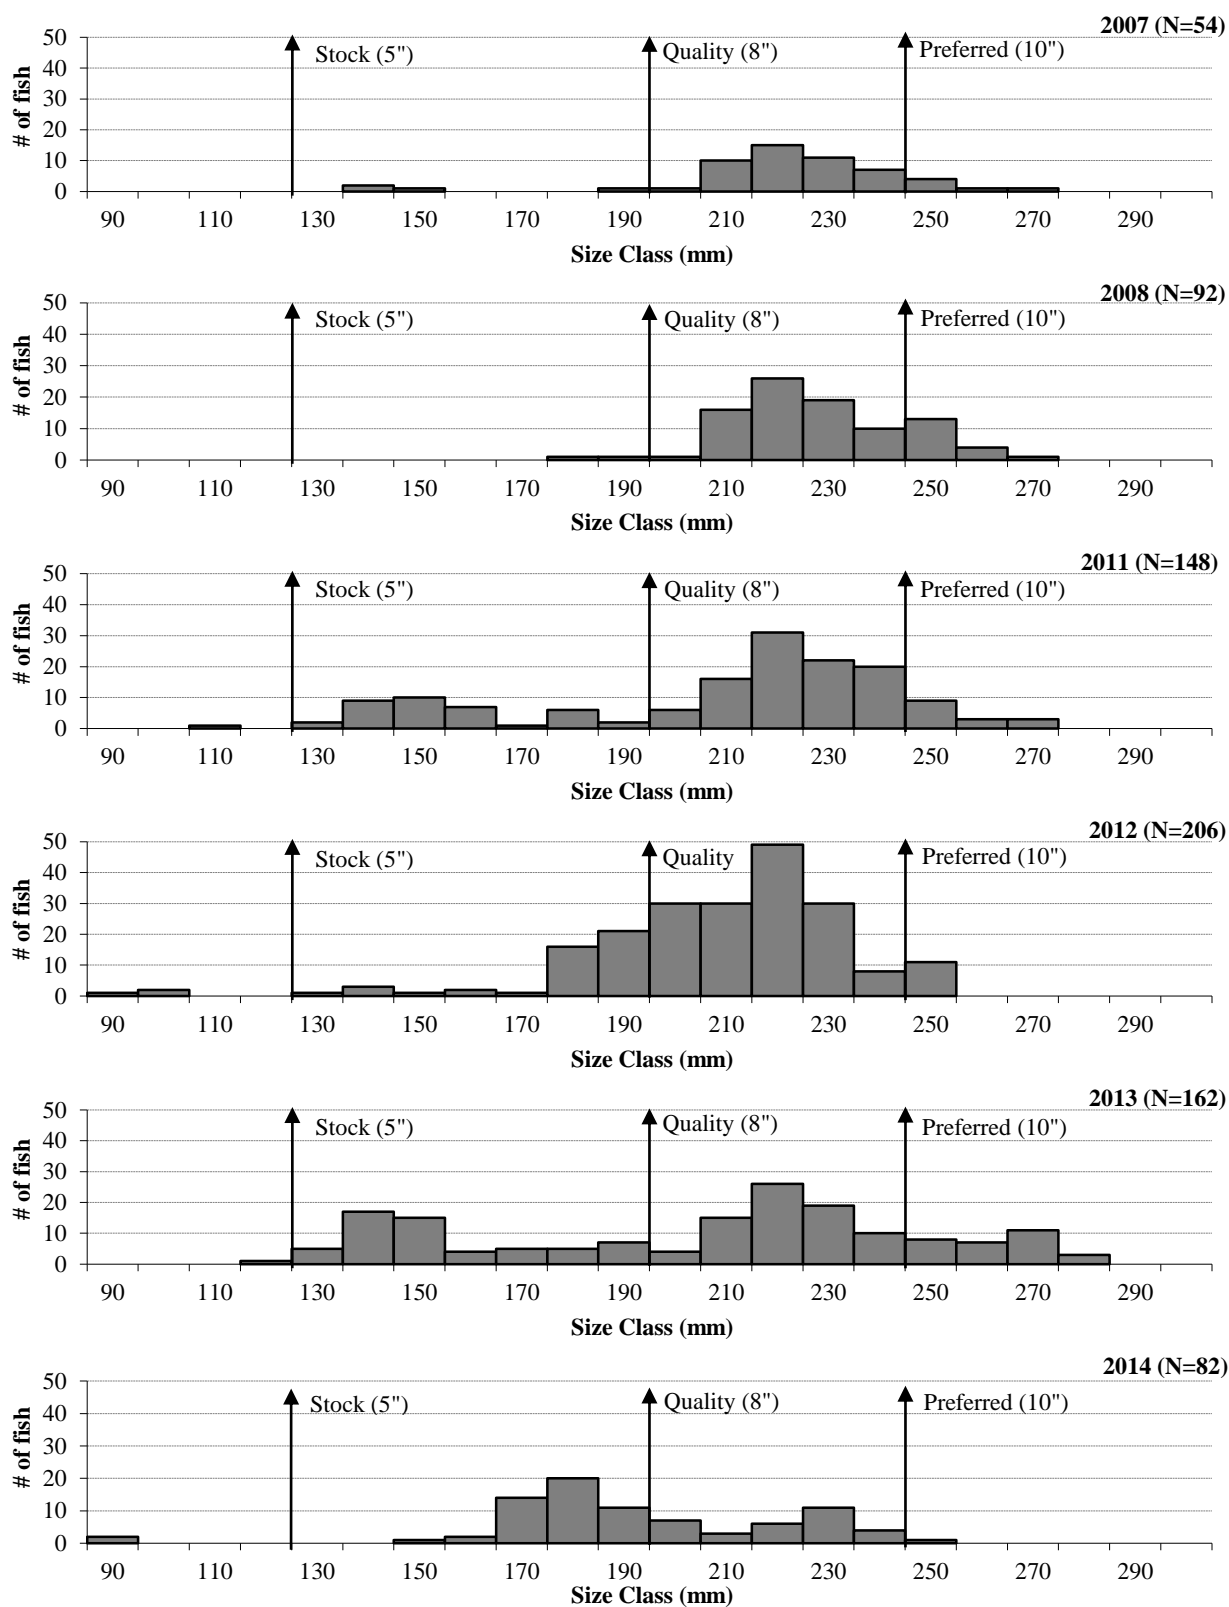 2007 (N=54)
50
40
30
20
10
0
# of fish
Stock (5")
Quality (8")
Preferred (10")
90 110 130 150 170 190 210 230 250 270 290
Size Class (mm)
2008 (N=92)
50
40
30
20
10
0
# of fish
Stock (5")
Quality (8")
Preferred (10")
90 110 130 150 170 190 210 230 250 270 290
Size Class (mm)
2011 (N=148)
50
40
30
20
10
0
# of fish
Stock (5")
Quality (8")
Preferred (10")
90 110 130 150 170 190 210 230 250 270 290
Size Class (mm)
2012 (N=206)
50
40
30
20
10
0
# of fish
Stock (5")
Quality
Preferred (10")
90 110 130 150 170 190 210 230 250 270 290
Size Class (mm)
2013 (N=162)
50
40
30
20
10
0
# of fish
Stock (5")
Quality (8")
Preferred (10")
90 110 130 150 170 190 210 230 250 270 290
Size Class (mm)
2014 (N=82)
50
40
30
20
10
0
# of fish
Stock (5")
Quality (8")
Preferred (10")
90 110 130 150 170 190 210 230 250 270 290
Size Class (mm)